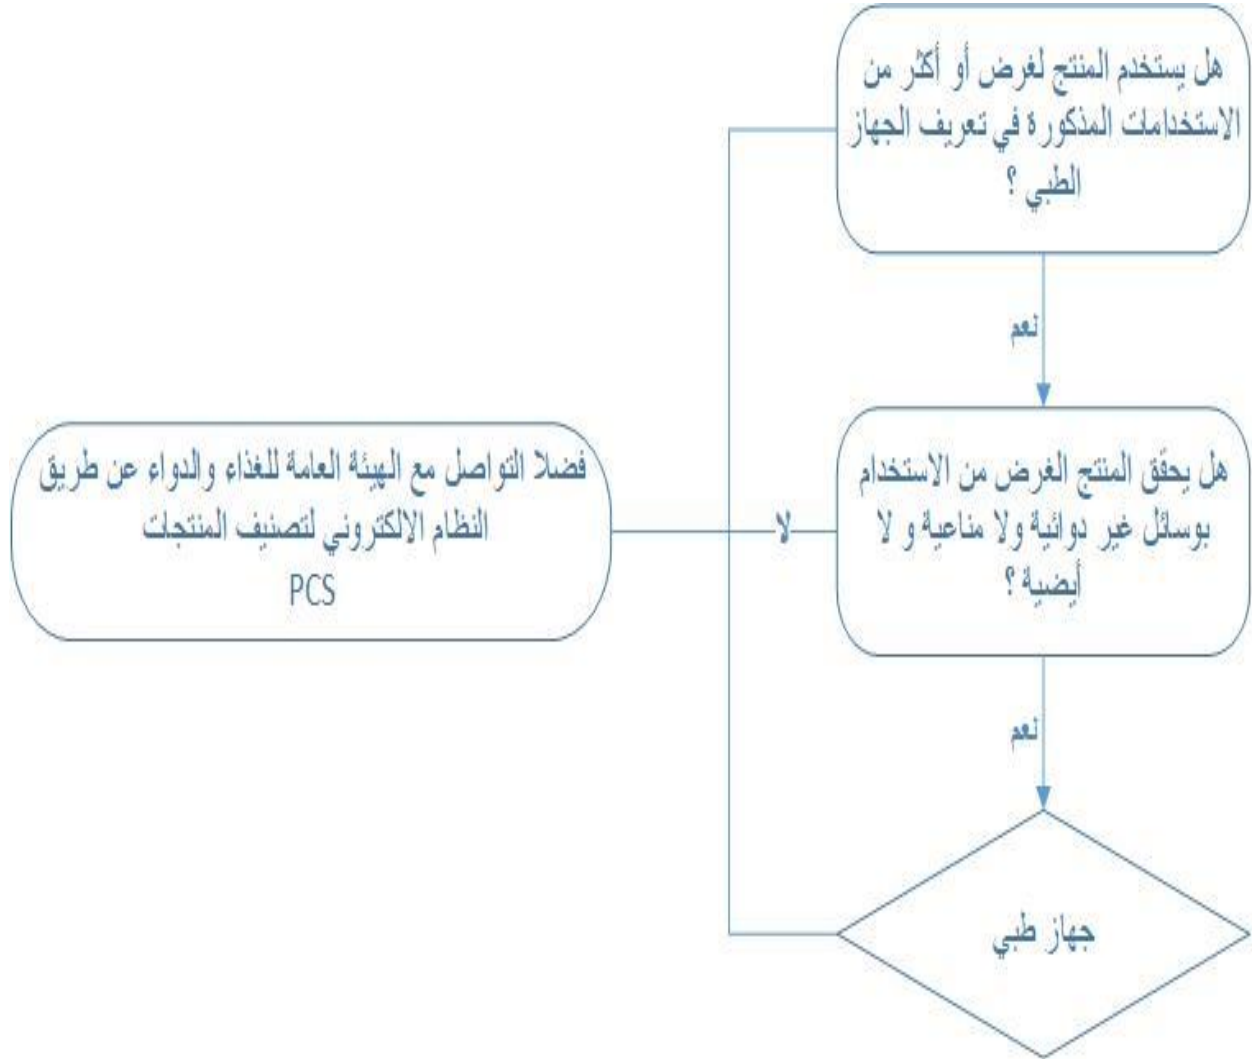 هل يستخدم المنتج لغرض أو أكثر من
الاستخدامات المذكورة في تعريف الجهاز
الطبي ؟
نعم
هل يحقق المنتج الغرض من الاستخدام
بوسائل غير دوائية ولا مناعية و لا
أيضية ؟
لا
فضلا التواصل مع الهيئة العامة للغذاء والدواء عن طريق
النظام الالكتروني لتصنيف المنتجات
PCS
نعم
جهاز طبي